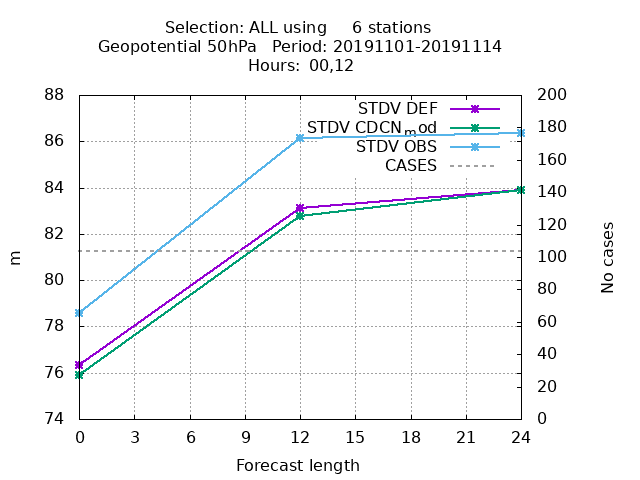 Selection: ALL using     6 stations
Geopotential 50hPa   Period: 20191101-20191114
Hours: 00,12
88
86
84
82
80
78
76
74
m
200
180
160
140
120
100
80
60
40
20
0
No cases
STDV DEF
STDV CDCNmod
STDV OBS
CASES
0 3 6 9 12 15 18 21 24
Forecast length